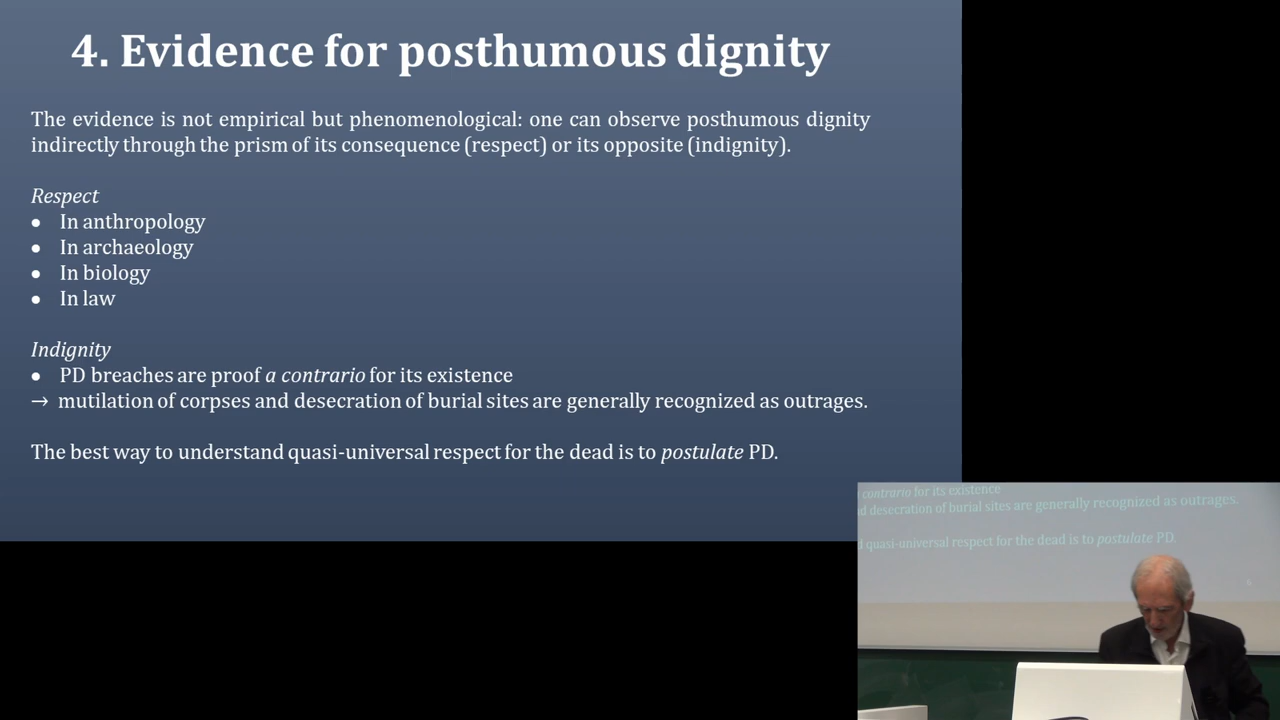 4. Evidence for posthumous dignity
The evidence is not empirical but phenomenological: one can observe posthumous dignity
indirectly through the prism of its consequence (respect) or its opposite (indignity).
Respect
• In anthropology
• In archaeology
• In biology
• In law
Indignity
• PD breaches are proof a contrario for its existence
→ mutilation of corpses and desecration of burial sites are generally recognized as outrages.
The best way to understand quasi-universal respect for the dead is to postulate PD.
contrario for its existence
d desecration of burial sites are generally recognized as outrages.
d quasi-universal respect for the dead is to postulate PD.